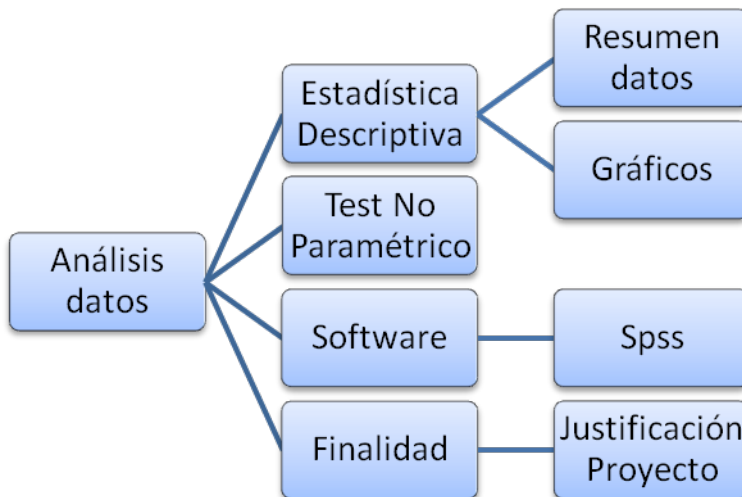 Análisis
datos
Estadística
Descriptiva
Resumen
datos
Gráficos
Test No
Paramétrico
Software
Spss
Finalidad
Justificación
Proyecto